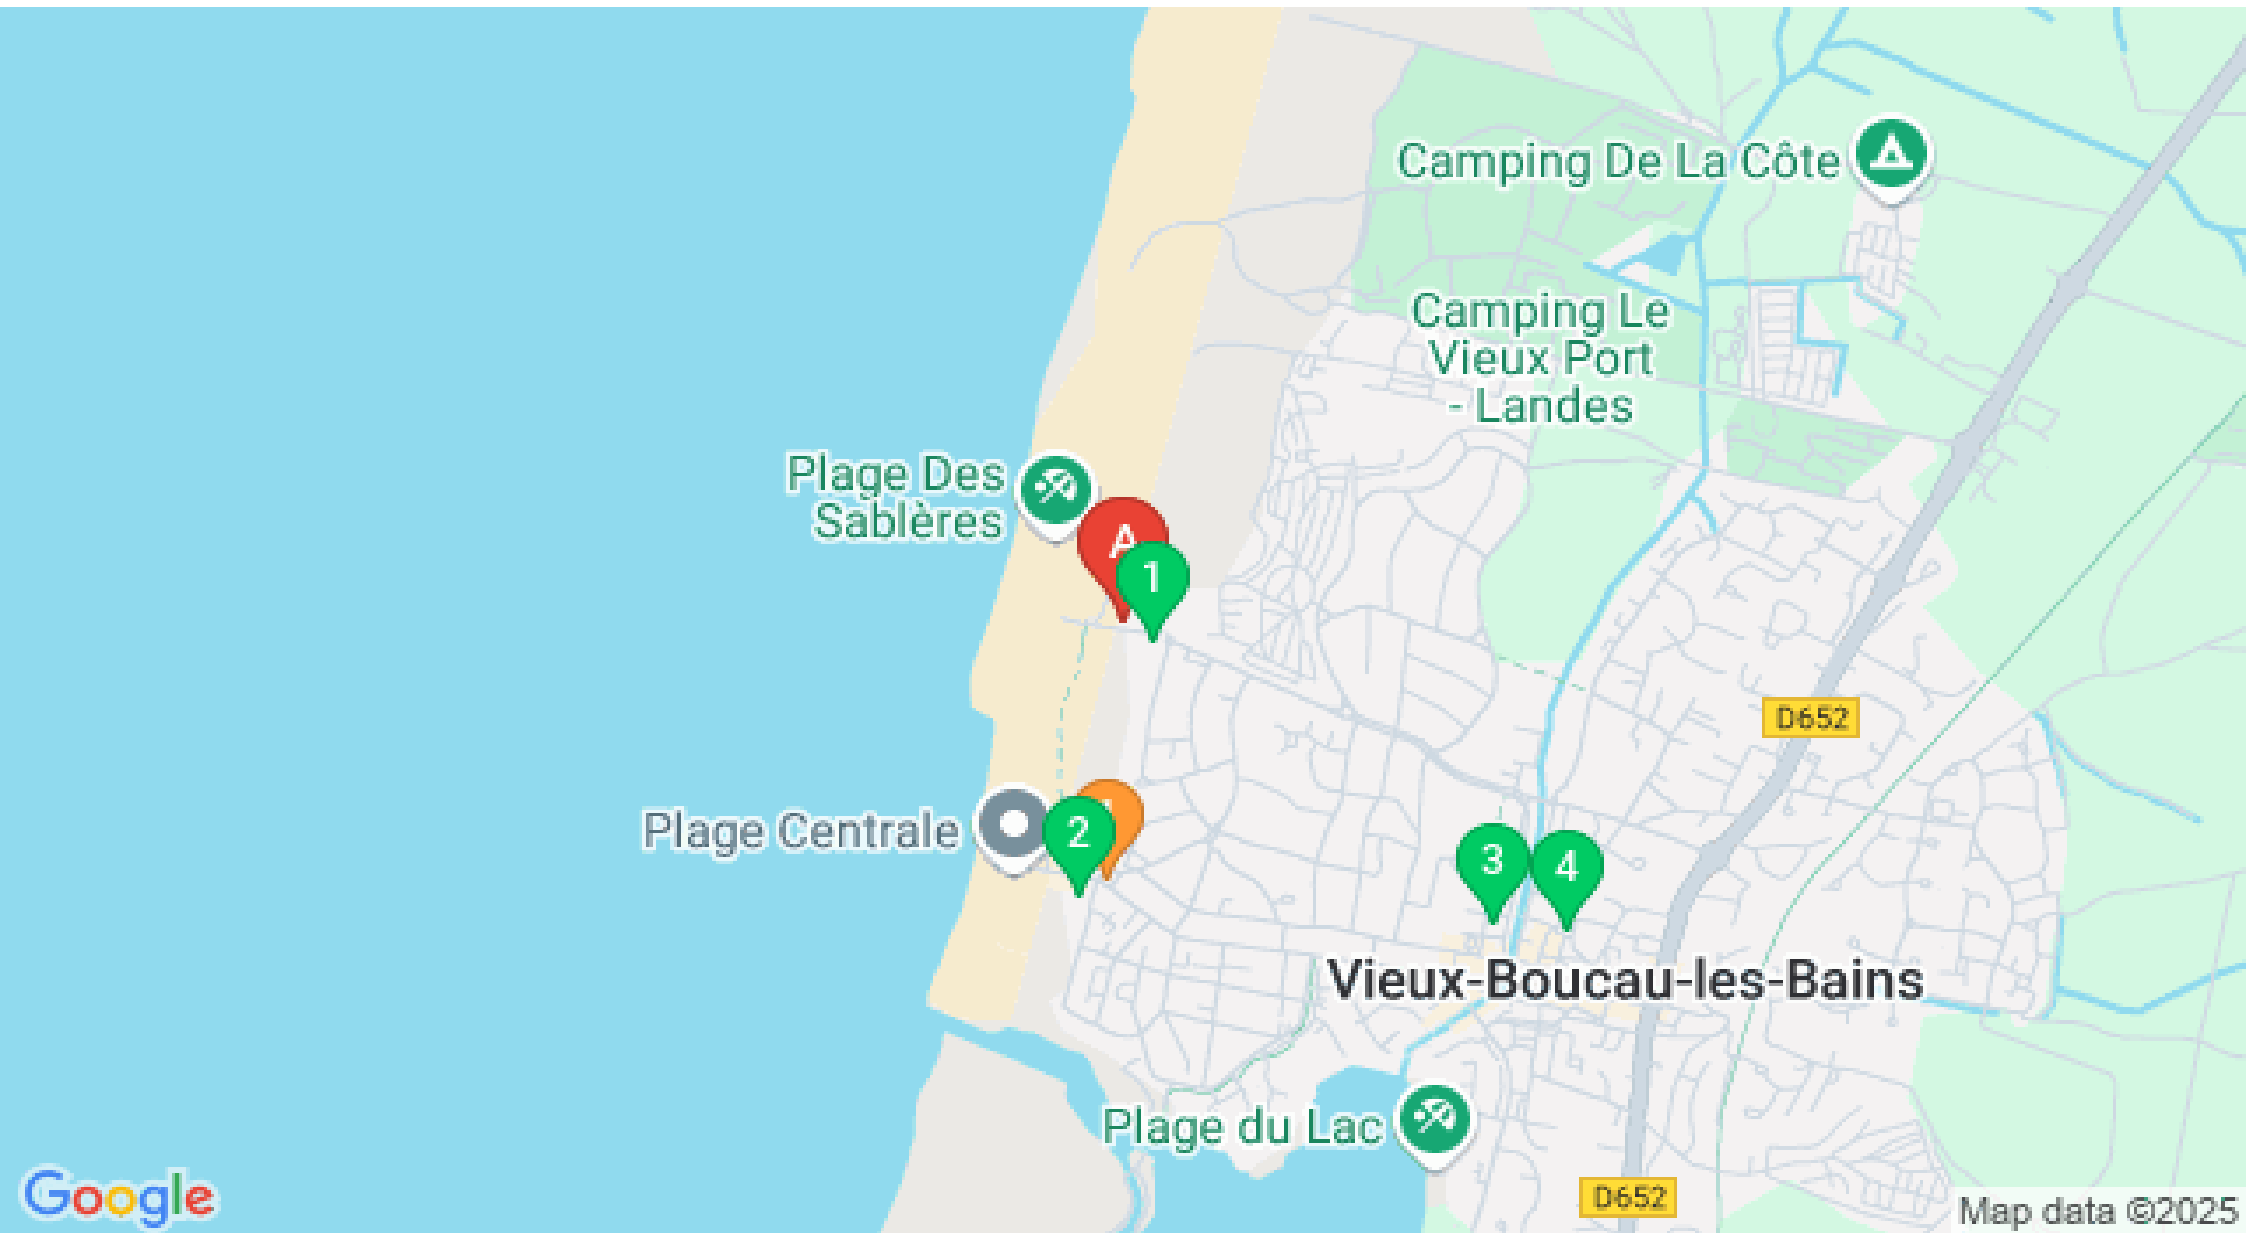 Camping De La Côte
Camping Le
Vieux Port
- Landes
Plage Des
Sablères
A
1
D652
Plage Centrale
2
3
4
Vieux-Boucau-les-Bains
Plage du Lac
D652
Google
Map data ©2025